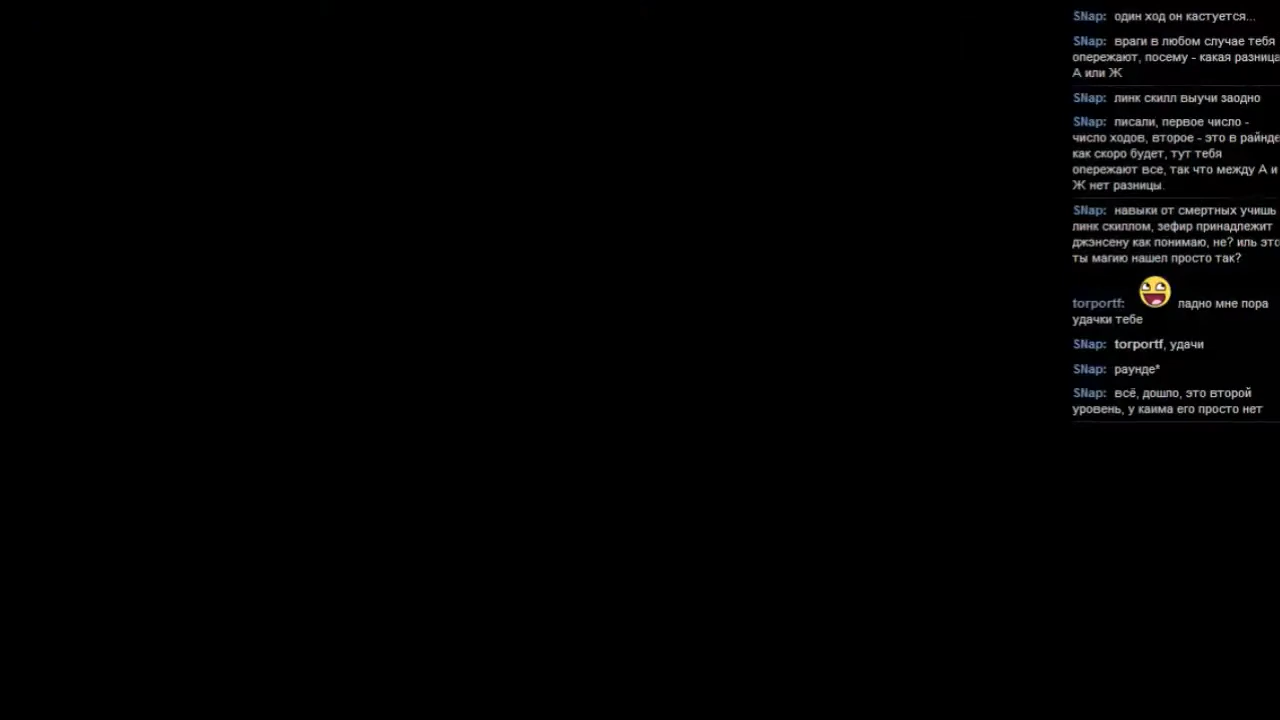 SNap: один ход он кастуется...
SNap: враги в любом случае тебя
опережают, посему - какая разница
А или Ж
SNap: линк скилл выучи заодно
SNap: писали, первое число -
число ходов, второе - это в райнде
как скоро будет, тут тебя
опережают все, так что между А и
Ж нет разницы.
SNap: навыки от смертных учишь
линк скиллом, зефир принадлежит
джэнсену как понимаю, не? иль это
ты магию нашел просто так?
torportf: ладно мне пора
удачки тебе
SNap: torportf, удачи
SNap: раунде*
SNap: всё, дошло, это второй
уровень, у каима его просто нет